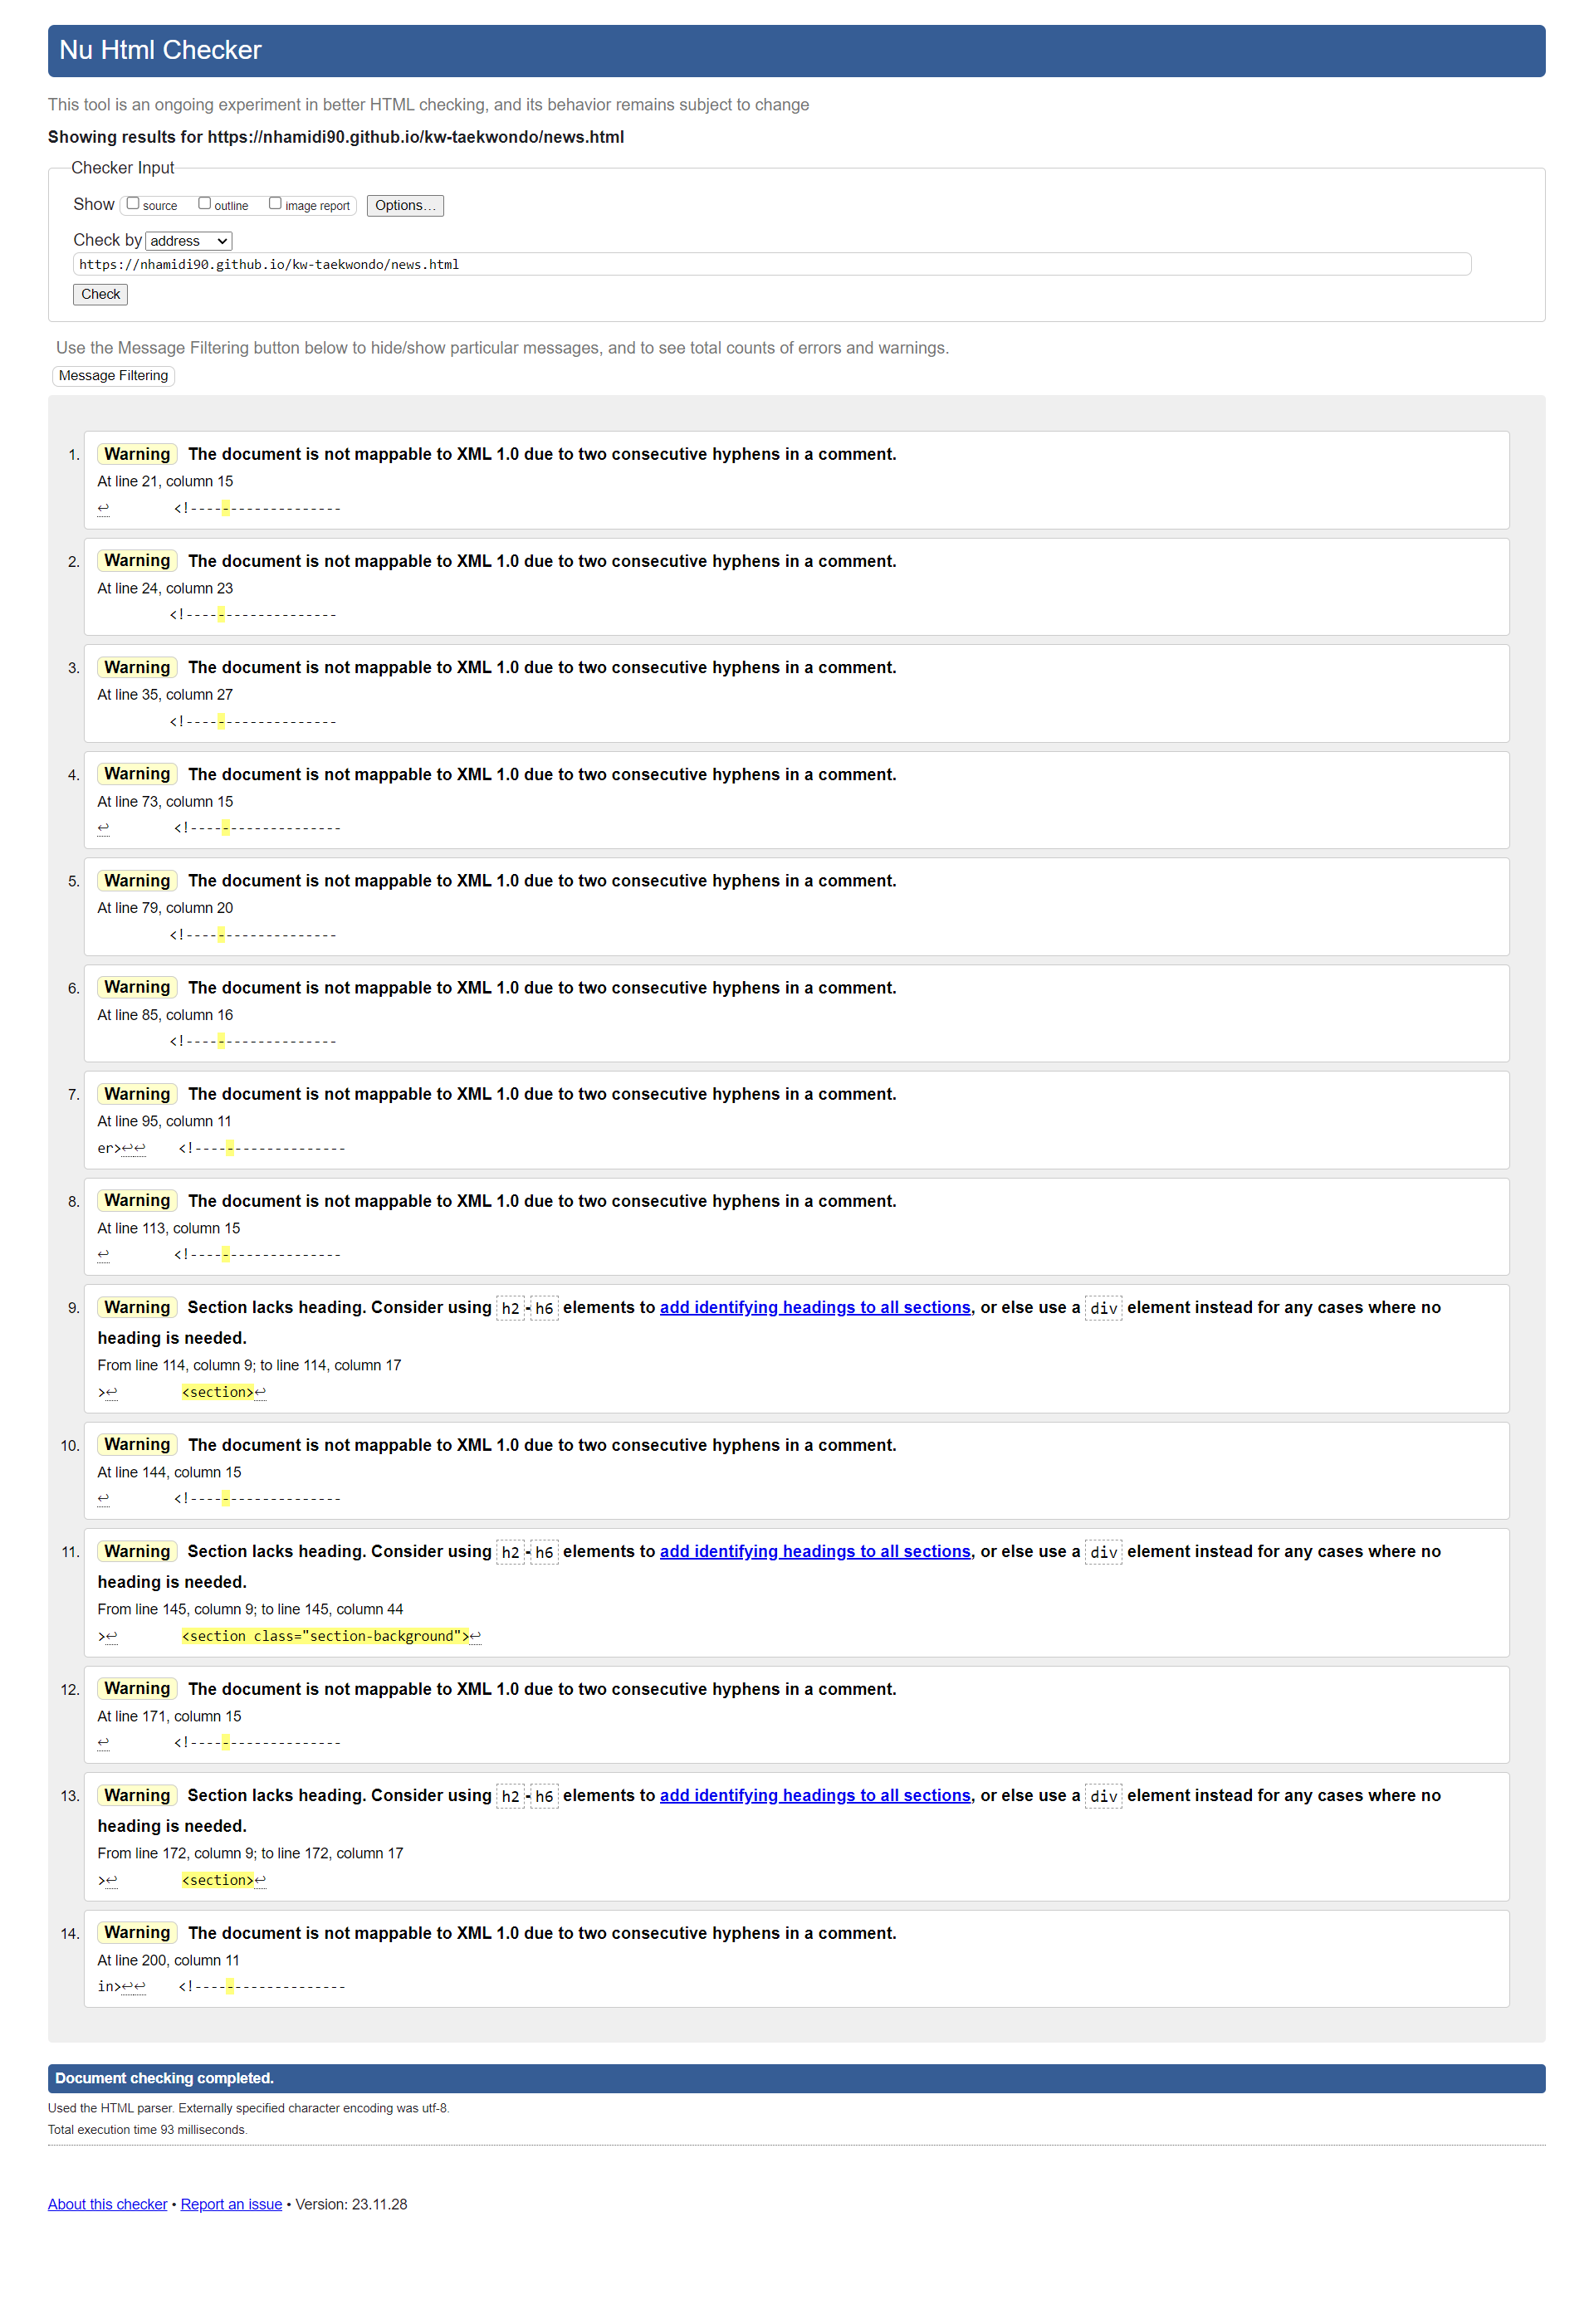 Nu Html Checker
This tool is an ongoing experiment in better HTML checking, and its behavior remains subject to change
Showing results for https://nhamidi90.github.io/kw-taekwondo/news.html
Checker Input
Show source outline image report Options...
Check by address
https://nhamidi90.github.io/kw-taekwondo/news.html
Check
Use the Message Filtering button below to hide/show particular messages, and to see total counts of errors and warnings.
Message Filtering
1. Warning The document is not mappable to XML 1.0 due to two consecutive hyphens in a comment.
At line 21, column 15
↩ <!-------------------
2. Warning The document is not mappable to XML 1.0 due to two consecutive hyphens in a comment.
At line 24, column 23
<!-------------------
3. Warning The document is not mappable to XML 1.0 due to two consecutive hyphens in a comment.
At line 35, column 27
<!-------------------
4. Warning The document is not mappable to XML 1.0 due to two consecutive hyphens in a comment.
At line 73, column 15
↩ <!-------------------
5. Warning The document is not mappable to XML 1.0 due to two consecutive hyphens in a comment.
At line 79, column 20
<!-------------------
6. Warning The document is not mappable to XML 1.0 due to two consecutive hyphens in a comment.
At line 85, column 16
<!-------------------
7. Warning The document is not mappable to XML 1.0 due to two consecutive hyphens in a comment.
At line 95, column 11
er>↩↩ <!-------------------
8. Warning The document is not mappable to XML 1.0 due to two consecutive hyphens in a comment.
At line 113, column 15
↩ <!-------------------
9. Warning Section lacks heading. Consider using h2-h6 elements to add identifying headings to all sections, or else use a div element instead for any cases where no
heading is needed.
From line 114, column 9; to line 114, column 17
>↩ <section>↩
10. Warning The document is not mappable to XML 1.0 due to two consecutive hyphens in a comment.
At line 144, column 15
↩ <!-------------------
11. Warning Section lacks heading. Consider using h2-h6 elements to add identifying headings to all sections, or else use a div element instead for any cases where no
heading is needed.
From line 145, column 9; to line 145, column 44
>↩ <section class="section-background">↩
12. Warning The document is not mappable to XML 1.0 due to two consecutive hyphens in a comment.
At line 171, column 15
↩ <!-------------------
13. Warning Section lacks heading. Consider using h2-h6 elements to add identifying headings to all sections, or else use a div element instead for any cases where no
heading is needed.
From line 172, column 9; to line 172, column 17
>↩ <section>↩
14. Warning The document is not mappable to XML 1.0 due to two consecutive hyphens in a comment.
At line 200, column 11
in>↩↩ <!-------------------
Document checking completed.
Used the HTML parser. Externally specified character encoding was utf-8.
Total execution time 93 milliseconds.
About this checker • Report an issue • Version: 23.11.28